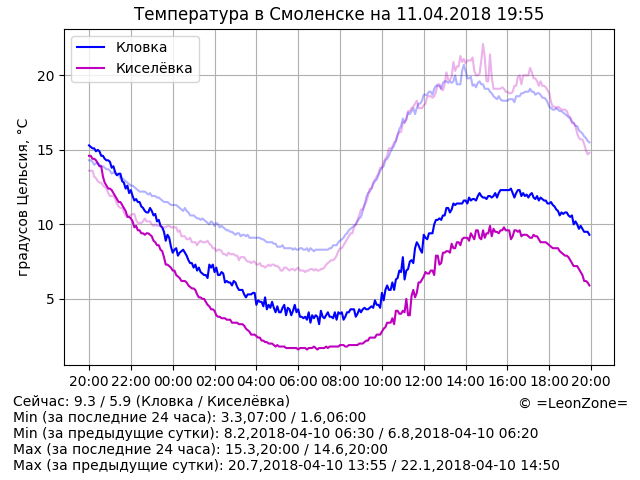 Температура в Смоленске на 11.04.2018 19:55
Кловка
Киселёвка
градусов Цельсия, °C
20
15
10
5
20:00 22:00 00:00 02:00 04:00 06:00 08:00 10:00 12:00 14:00 16:00 18:00 20:00
Сейчас: 9.3 / 5.9 (Кловка / Киселёвка)
© =LeonZone=
Min (за последние 24 часа): 3.3,07:00 / 1.6,06:00
Min (за предыдущие сутки): 8.2,2018-04-10 06:30 / 6.8,2018-04-10 06:20
Max (за последние 24 часа): 15.3,20:00 / 14.6,20:00
Max (за предыдущие сутки): 20.7,2018-04-10 13:55 / 22.1,2018-04-10 14:50